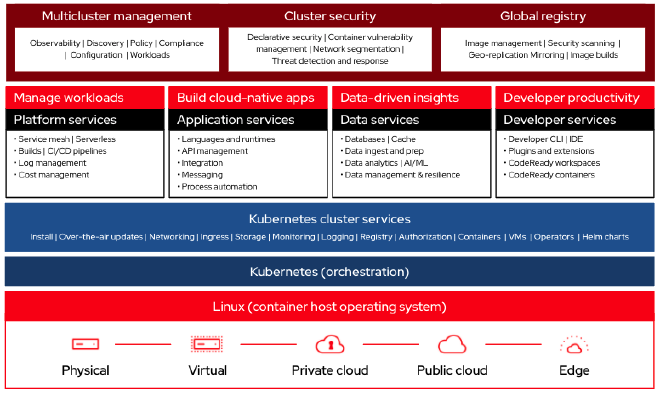 Multicluster management
Observability | Discovery | Policy | Compliance
| Configuration | Workloads
Cluster security
Declarative security | Container vulnerability
management | Network segmentation |
Threat detection and response
Global registry
Image management | Security scanning |
Geo-replication Mirroring | Image builds
Manage workloads
Platform services
• Service mesh | Serverless
• Builds | CI/CD pipelines
• Log management
• Cost management
Build cloud-native apps
Application services
• Languages and runtimes
• API management
• Integration
• Messaging
• Process automation
Data-driven insights
Data services
• Databases | Cache
• Data ingest and prep
• Data analytics | AI/ML
• Data management & resilience
Developer productivity
Developer services
• Developer CLI | IDE
• Plugins and extensions
• CodeReady workspaces
• CodeReady containers
Kubernetes cluster services
Install | Over-the-air updates | Networking | Ingress | Storage | Monitoring | Logging | Registry | Authorization | Containers | VMs | Operators | Helm charts
Kubernetes (orchestration)
Linux (container host operating system)
Physical
Virtual
Private cloud
Public cloud
Edge